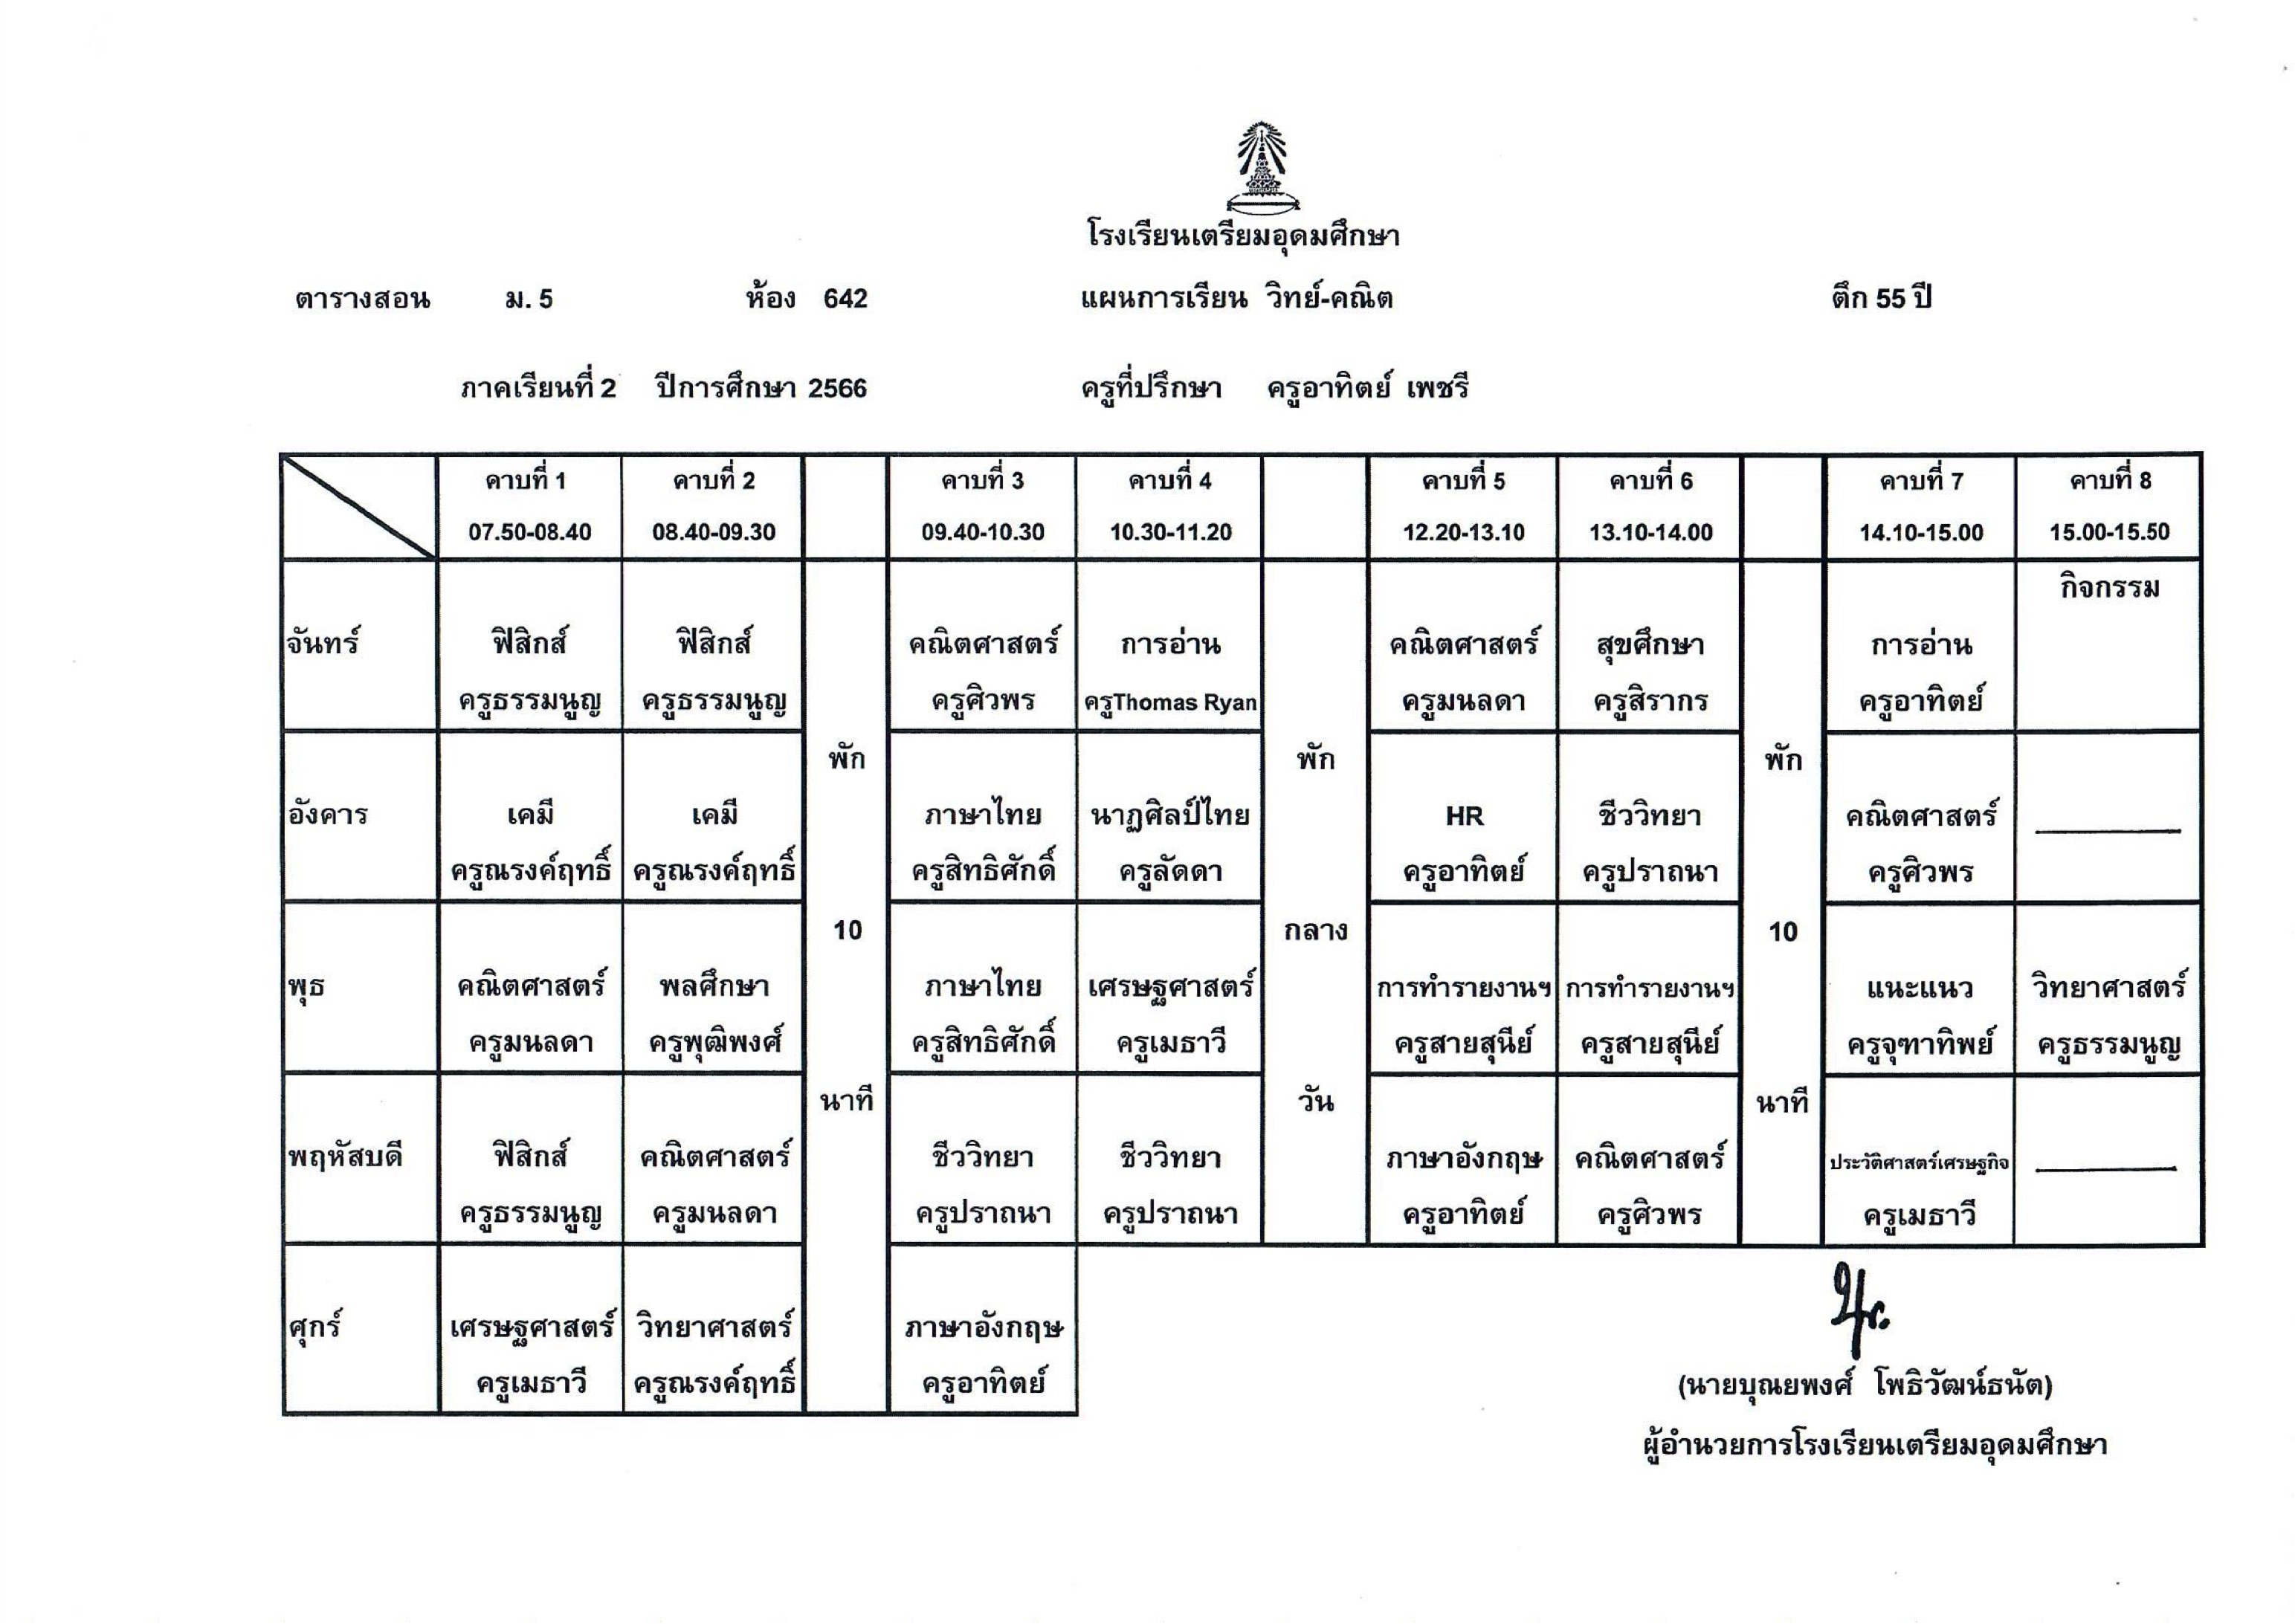 โรงเรียนเตรียมอุดมศึกษา
ตารางสอน ม. 5 ห้อง 642 แผนการเรียน วิทย์-คณิต ตึก 55 ปี
ภาคเรียนที่ 2 ปีการศึกษา 2566 ครูที่ปรึกษา ครูอาทิตย์ เพชรี
คาบที่ 1 คาบที่ 2 คาบที่ 3 คาบที่ 4 คาบที่ 5 คาบที่ 6 คาบที่ 7 คาบที่ 8
07.50-08.40 08.40-09.30 09.40-10.30 10.30-11.20 12.20-13.10 13.10-14.00 14.10-15.00 15.00-15.50
กิจกรรม
จันทร์ ฟิสิกส์ ฟิสิกส์ คณิตศาสตร์ การอ่าน คณิตศาสตร์ สุขศึกษา การอ่าน
ครูธรรมนูญ ครูธรรมนูญ ครูศิวพร ครูThomas Ryan ครูมนลดา ครูสิรากร ครูอาทิตย์
พัก พัก พัก
อังคาร เคมี เคมี ภาษาไทย นาฏศิลป์ไทย HR ชีววิทยา คณิตศาสตร์
ครูณรงค์ฤทธิ์ ครูณรงค์ฤทธิ์ ครูสิทธิศักดิ์ ครูลัดดา ครูอาทิตย์ ครูปราถนา ครูศิวพร
10 กลาง 10
พุธ คณิตศาสตร์ พลศึกษา ภาษาไทย เศรษฐศาสตร์ การทำรายงานฯ การทำรายงานฯ แนะแนว วิทยาศาสตร์
ครูมนลดา ครูพุฒิพงศ์ ครูสิทธิศักดิ์ ครูเมธาวี ครูสายสุนีย์ ครูสายสุนีย์ ครูจุฑาทิพย์ ครูธรรมนูญ
นาที วัน นาที
พฤหัสบดี ฟิสิกส์ คณิตศาสตร์ ชีววิทยา ชีววิทยา ภาษาอังกฤษ คณิตศาสตร์ ประวัติศาสตร์เศรษฐกิจ
ครูธรรมนูญ ครูมนลดา ครูปราถนา ครูปราถนา ครูอาทิตย์ ครูศิวพร ครูเมธาวี
ศุกร์ เศรษฐศาสตร์ วิทยาศาสตร์ ภาษาอังกฤษ
ครูเมธาวี ครูณรงค์ฤทธิ์ ครูอาทิตย์
(นายบุณยพงศ์ โพธิวัฒน์ธนัต)
ผู้อำนวยการโรงเรียนเตรียมอุดมศึกษา